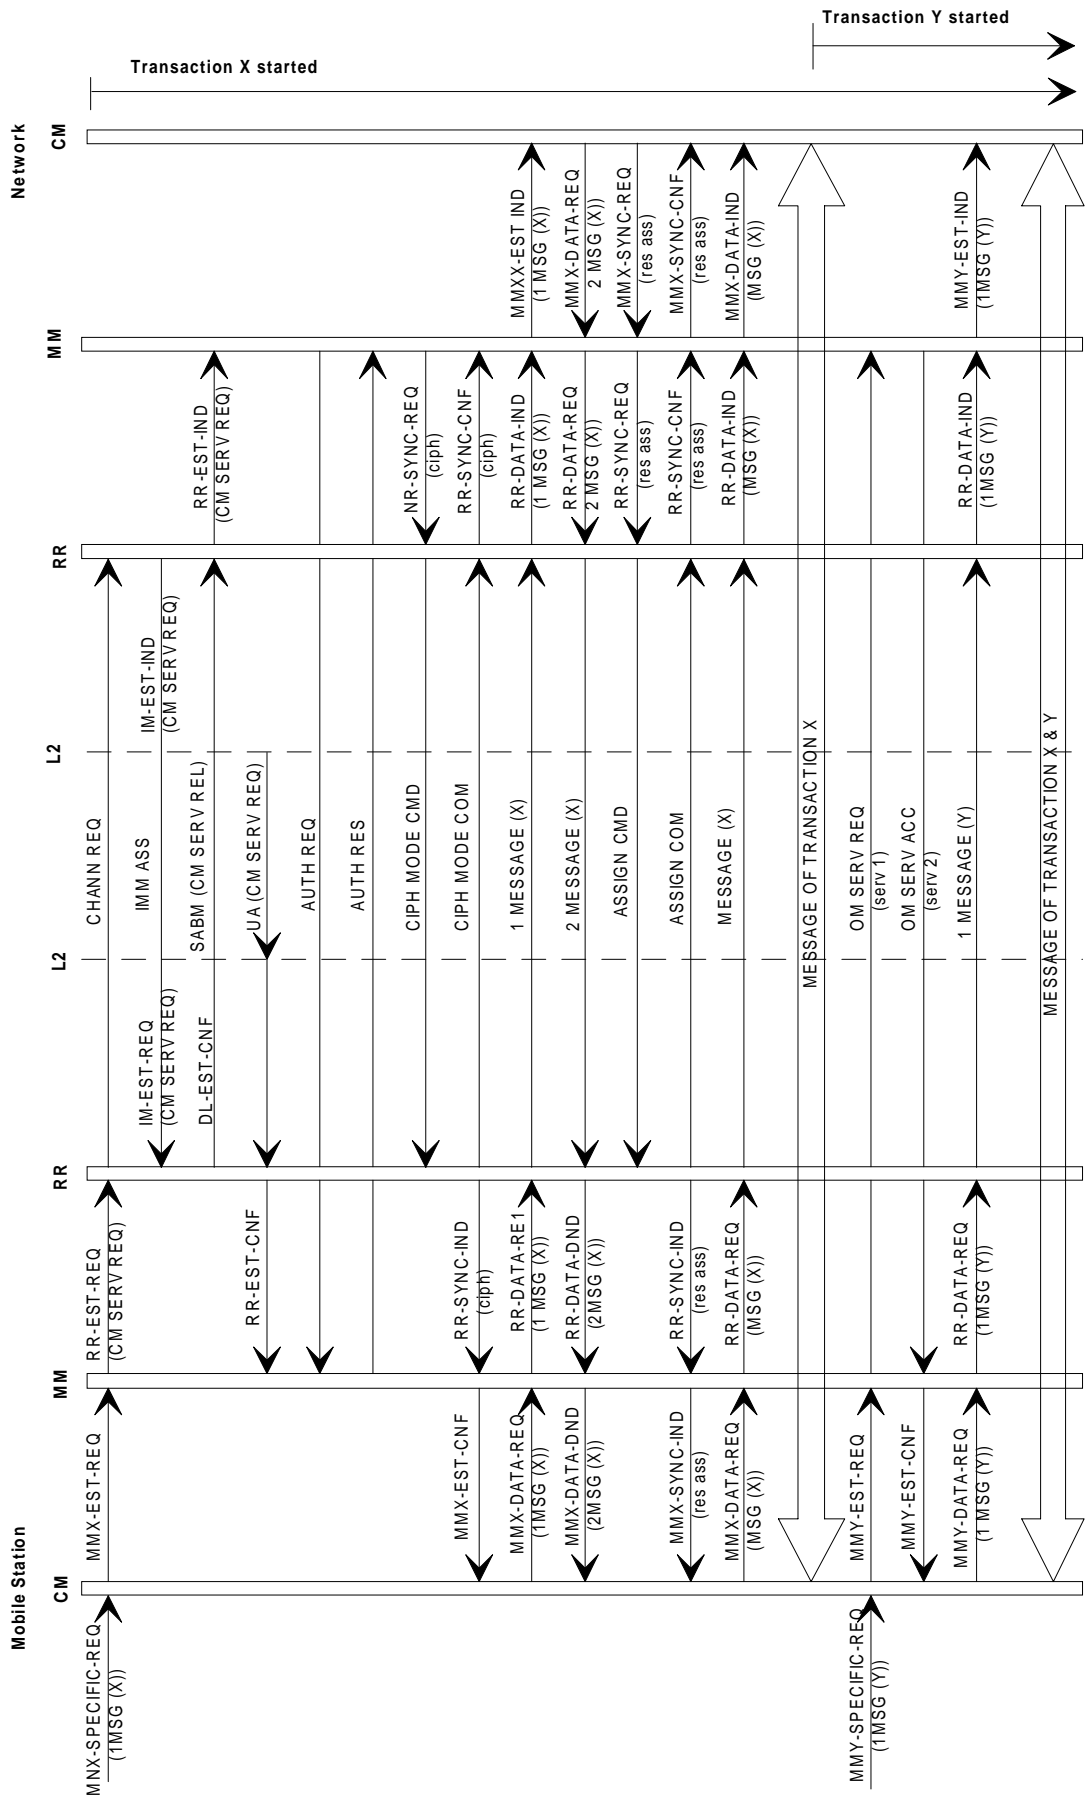 Transaction Y started
Transaction X started
Network
Mobile Station
CM
MM
RR
L2
L2
RR
MM
CM
MNX-SPECIFIC-REQ
(1MSG (X))
MMX-EST-REQ
RR-EST-REQ
(CM SERV REQ)
CHANN REQ
IM-EST-REQ
(CM SERV REQ)
IMM ASS
IM-EST-IND
(CM SERV REQ)
DL-EST-CNF
SABM (CM SERV REL)
RR-EST-IND
(CM SERV REQ)
RR-EST-CNF
UA (CM SERV REQ)
AUTH REQ
AUTH RES
CIPH MODE CMD
NR-SYNC-REQ
(ciph)
MMX-EST-CNF
RR-SYNC-IND
(ciph)
CIPH MODE COM
RR-SYNC-CNF
(ciph)
MMX-DATA-REQ
(1MSG (X))
RR-DATA-RE1
(1 MSG (X))
1 MESSAGE (X)
RR-DATA-IND
(1 MSG (X))
MMXX-EST IND
(1 MSG (X))
MMX-DATA-DND
(2MSG (X))
RR-DATA-DND
(2MSG (X))
2 MESSAGE (X)
RR-DATA-REQ
2 MSG (X))
MMX-DATA-REQ
2 MSG (X))
ASSIGN CMD
RR-SYNC-REQ
(res ass)
MMX-SYNC-REQ
(res ass)
MMX-SYNC-IND
(res ass)
RR-SYNC-IND
(res ass)
ASSIGN COM
RR-SYNC-CNF
(res ass)
MMX-SYNC-CNF
(res ass)
MMX-DATA-REQ
(MSG (X))
RR-DATA-REQ
(MSG (X))
MESSAGE (X)
RR-DATA-IND
(MSG (X))
MMX-DATA-IND
(MSG (X))
MESSAGE OF TRANSACTION X
MMY-SPECIFIC-REQ
(1MSG (Y))
MMY-EST-REQ
OM SERV REQ
(serv 1)
MMY-EST-CNF
OM SERV ACC
(serv 2)
MMY-DATA-REQ
(1 MSG (Y))
RR-DATA-REQ
(1MSG (Y))
1 MESSAGE (Y)
RR-DATA-IND
(1MSG (Y))
MMY-EST-IND
(1MSG (Y))
MESSAGE OF TRANSACTION X & Y